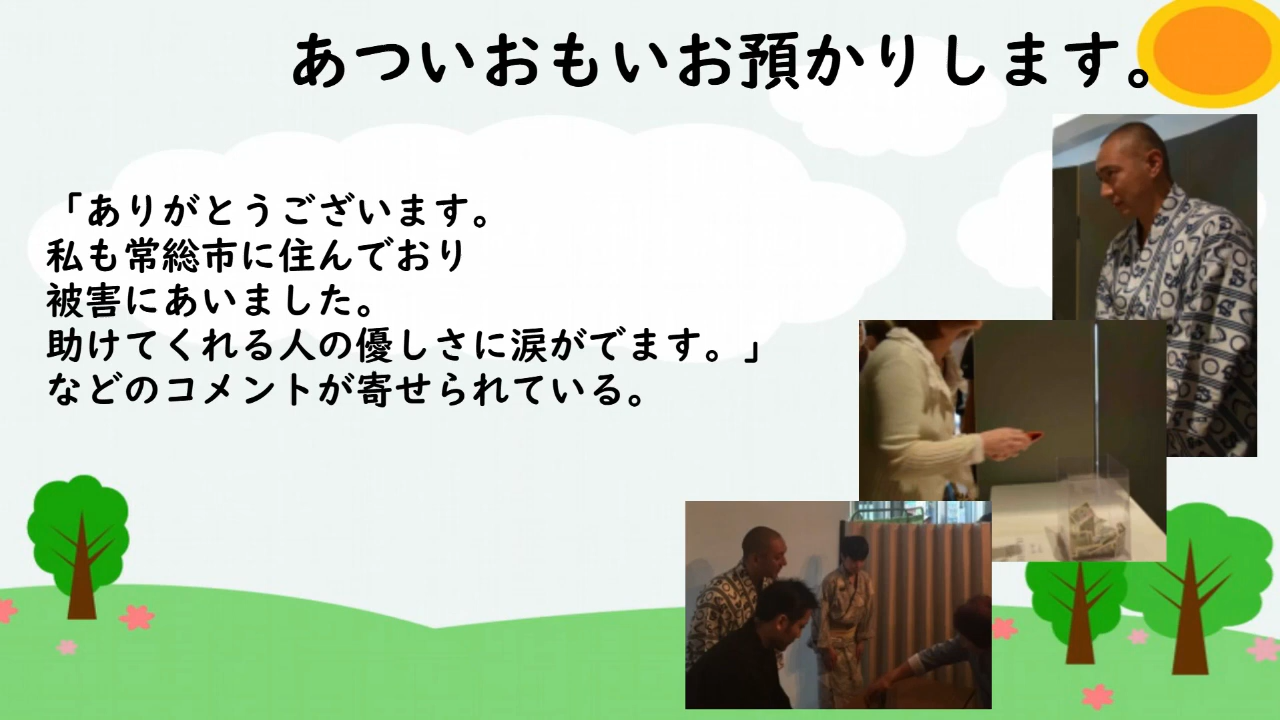 あついおもいお預かりします。
「ありがとうございます。
私も常総市に住んでおり
被害にあいました。
助けてくれる人の優しさに涙がでます。」
などのコメントが寄せられている。